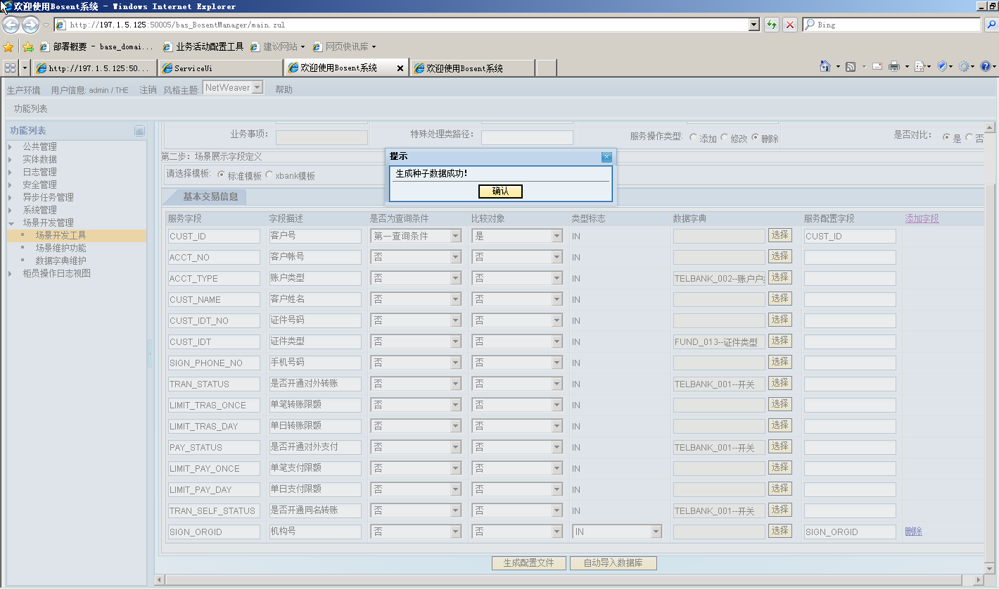 欢迎使用Bosent系统 - Windows Internet Explorer
http://197.1.5.125:50005/bas_BosentManager/main.zul
Bing
部署概要 - base_domai... 业务活动配置工具 建议网站 网页快讯库
http://197.1.5.125:50... ServiceUi 欢迎使用Bosent系统 欢迎使用Bosent系统
生产环境 用户信息: admin / THE 注销 风格主题: NetWeaver 帮助
功能列表
功能列表
公共管理
实体数据
日志管理
安全管理
异步任务管理
系统管理
场景开发管理
场景开发工具
场景维护功能
数据字典维护
柜员操作日志视图
业务事项: 特殊处理类路径: 服务操作类型: 添加 修改 删除 是否对比: 是 否
第二步: 场景展示字段定义
请选择模板: 标准模板 xbank模板
提示
生成种子数据成功!
确认
基本交易信息
服务字段 字段描述 是否为查询条件 比较对象 类型标志 数据字典 服务配置字段 添加字段
CUST_ID 客户号 第一查询条件 是 IN 选择 CUST_ID
ACCT_NO 客户帐号 否 否 IN 选择
ACCT_TYPE 账户类型 否 否 IN TELBANK_002--账户户 选择
CUST_NAME 客户姓名 否 否 IN 选择
CUST_IDT_NO 证件号码 否 否 IN 选择
CUST_IDT 证件类型 否 否 IN FUND_013--证件类型 选择
SIGN_PHONE_NO 手机号码 否 否 IN 选择
TRAN_STATUS 是否开通对外转账 否 否 IN TELBANK_001--开关 选择
LIMIT_TRAS_ONCE 单笔转账限额 否 否 IN 选择
LIMIT_TRAS_DAY 单日转账限额 否 否 IN 选择
PAY_STATUS 是否开通对外支付 否 否 IN TELBANK_001--开关 选择
LIMIT_PAY_ONCE 单笔支付限额 否 否 IN 选择
LIMIT_PAY_DAY 单日支付限额 否 否 IN 选择
TRAN_SELF_STATUS 是否开通同名转账 否 否 IN TELBANK_001--开关 选择
SIGN_ORGID 机构号 否 否 IN 选择 SIGN_ORGID 删除
生成配置文件 自动导入数据库